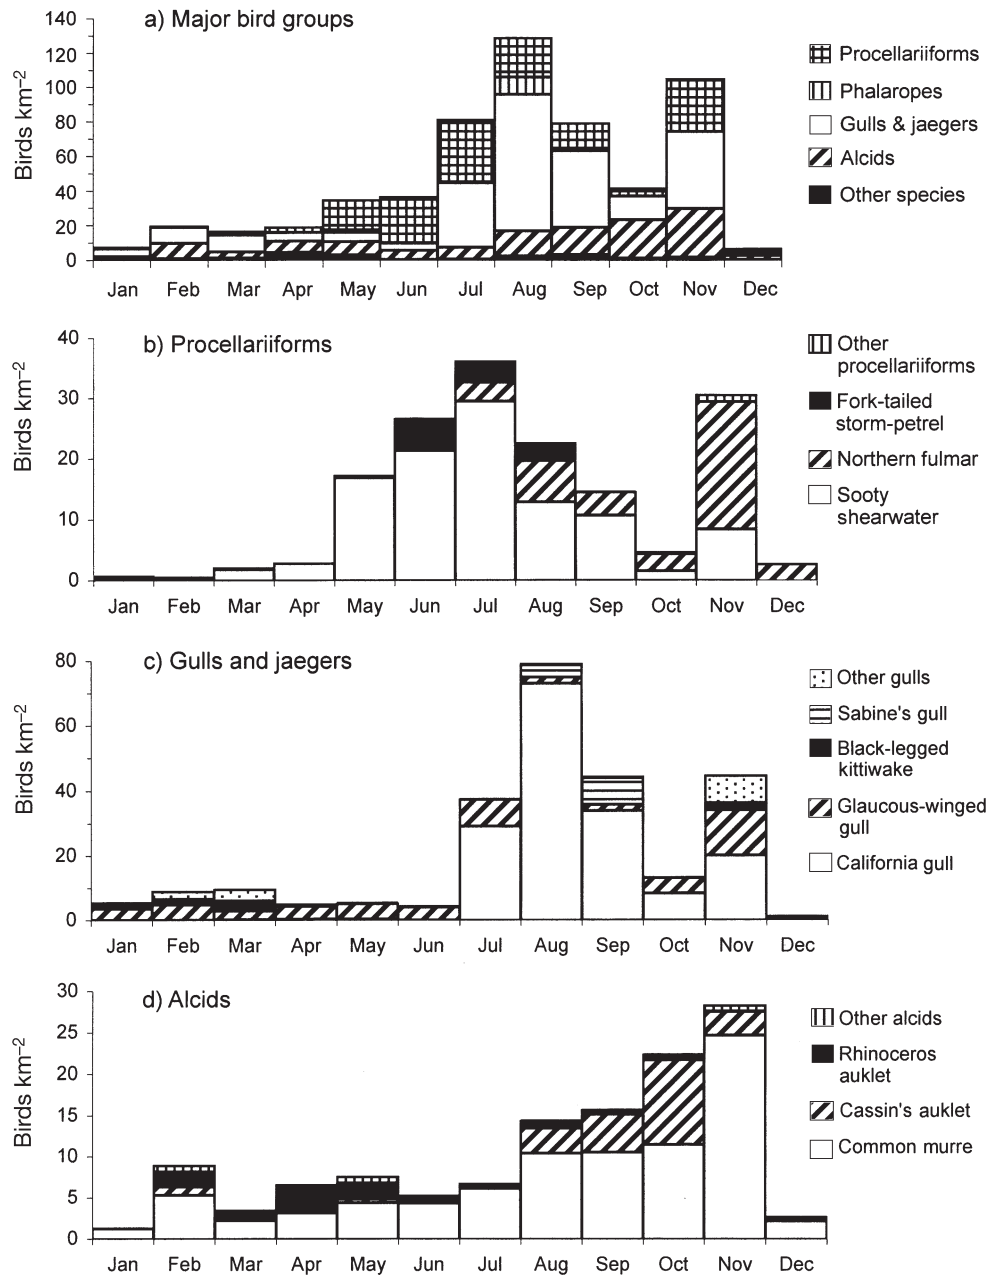 a) Major bird groups
Birds km–2
140
120
100
80
60
40
20
0
Jan Feb Mar Apr May Jun Jul Aug Sep Oct Nov Dec
Procellariiforms
Phalaropes
Gulls & jaegers
Alcids
Other species
b) Procellariiforms
Birds km–2
40
30
20
10
0
Jan Feb Mar Apr May Jun Jul Aug Sep Oct Nov Dec
Other
procellariiforms
Fork-tailed
storm-petrel
Northern fulmar
Sooty
shearwater
c) Gulls and jaegers
Birds km–2
80
60
40
20
0
Jan Feb Mar Apr May Jun Jul Aug Sep Oct Nov Dec
Other gulls
Sabine's gull
Black-legged
kittiwake
Glaucous-winged
gull
California gull
d) Alcids
Birds km–2
30
25
20
15
10
5
0
Jan Feb Mar Apr May Jun Jul Aug Sep Oct Nov Dec
Other alcids
Rhinoceros
auklet
Cassin's auklet
Common murre